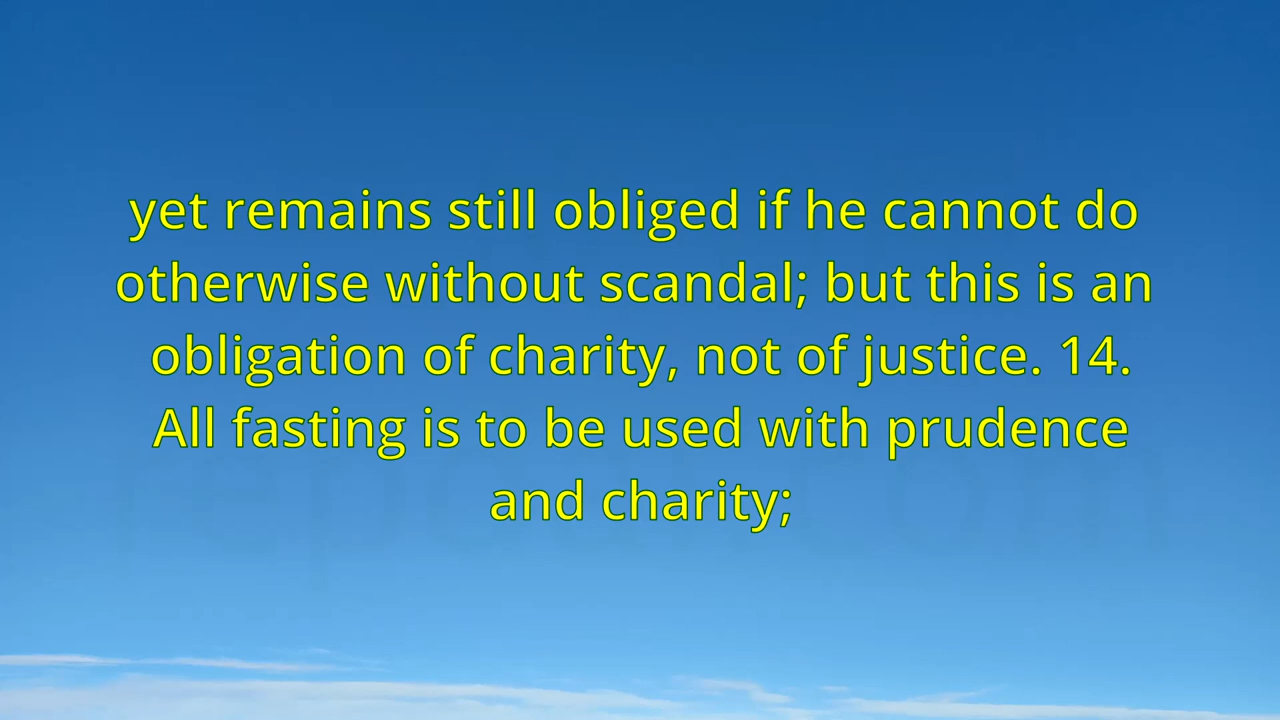 yet remains still obliged if he cannot do
otherwise without scandal; but this is an
obligation of charity, not of justice. 14.
All fasting is to be used with prudence
and charity;